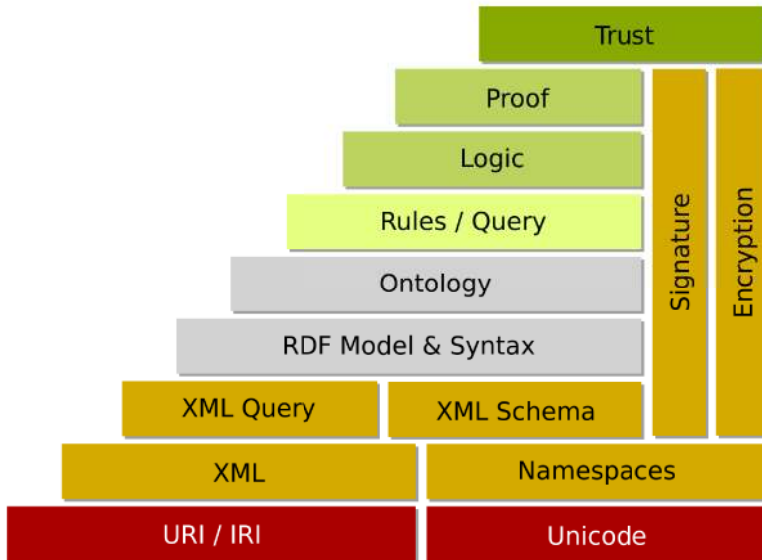 Trust
Proof
Logic
Rules / Query
Ontology
RDF Model & Syntax
Signature
Encryption
XML Query
XML Schema
XML
Namespaces
URI / IRI
Unicode